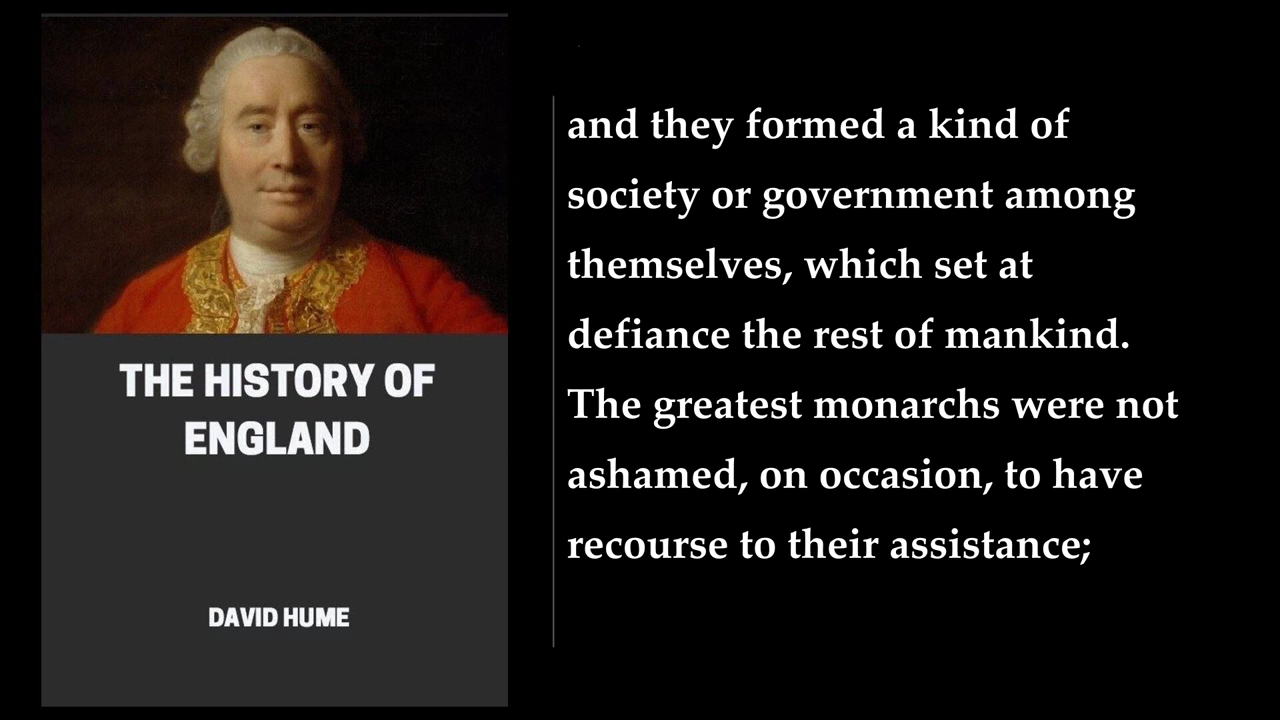 THE HISTORY OF
ENGLAND
DAVID HUME
and they formed a kind of
society or government among
themselves, which set at
defiance the rest of mankind.
The greatest monarchs were not
ashamed, on occasion, to have
recourse to their assistance;